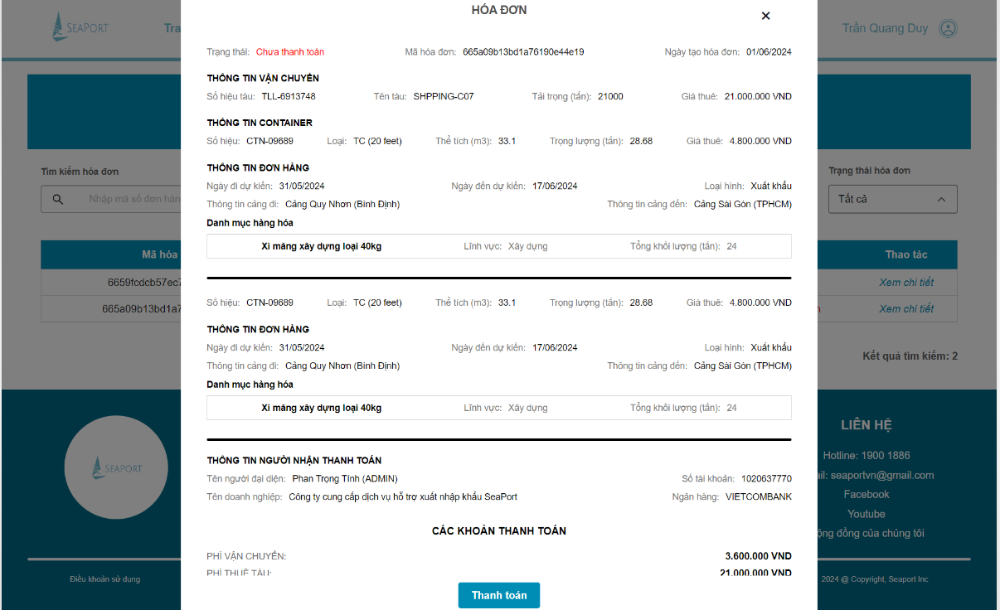 HÓA ĐƠN
SEAPORT
Tra
Trần Quang Duy
Trạng thái: Chưa thanh toán Mã hóa đơn: 665a09b13bd1a76190e44e19 Ngày tạo hóa đơn: 01/06/2024
THÔNG TIN VẬN CHUYỂN
Số hiệu tàu: TLL-6913748 Tên tàu: SHPPING-C07 Tải trọng (tấn): 21000 Giá thuê: 21.000.000 VND
THÔNG TIN CONTAINER
Số hiệu: CTN-09689 Loại: TC (20 feet) Thể tích (m3): 33.1 Trọng lượng (tấn): 28.68 Giá thuê: 4.800.000 VND
THÔNG TIN ĐƠN HÀNG
Ngày đi dự kiến: 31/05/2024 Ngày đến dự kiến: 17/06/2024 Loại hình: Xuất khẩu
Thông tin cảng đi: Cảng Quy Nhơn (Bình Định) Thông tin cảng đến: Cảng Sài Gòn (TPHCM)
Danh mục hàng hóa
Xi măng xây dựng loại 40kg Lĩnh vực: Xây dựng Tổng khối lượng (tấn): 24
Số hiệu: CTN-09689 Loại: TC (20 feet) Thể tích (m3): 33.1 Trọng lượng (tấn): 28.68 Giá thuê: 4.800.000 VND
THÔNG TIN ĐƠN HÀNG
Ngày đi dự kiến: 31/05/2024 Ngày đến dự kiến: 17/06/2024 Loại hình: Xuất khẩu
Thông tin cảng đi: Cảng Quy Nhơn (Bình Định) Thông tin cảng đến: Cảng Sài Gòn (TPHCM)
Danh mục hàng hóa
Xi măng xây dựng loại 40kg Lĩnh vực: Xây dựng Tổng khối lượng (tấn): 24
THÔNG TIN NGƯỜI NHẬN THANH TOÁN
Tên người đại diện: Phan Trọng Tính (ADMIN) Số tài khoản: 1020637770
Tên doanh nghiệp: Công ty cung cấp dịch vụ hỗ trợ xuất nhập khẩu SeaPort Ngân hàng: VIETCOMBANK
CÁC KHOẢN THANH TOÁN
PHÍ VẬN CHUYỂN: 3.600.000 VND
PHÍ THUÊ TÀU: 21.000.000 VND
Thanh toán
Tìm kiếm hóa đơn
Nhập mã số đơn hàn
Trạng thái hóa đơn
Tất cả
Mã hóa
Thao tác
6659fcdcb57ec7
Xem chi tiết
665a09b13bd1a7
n
Xem chi tiết
Kết quả tìm kiếm: 2
SEAPORT
LIÊN HỆ
Hotline: 1900 1886
ail: seaportvn@gmail.com
Facebook
Youtube
ộng đồng của chúng tôi
Điều khoản sử dụng
2024 @ Copyright, Seaport Inc